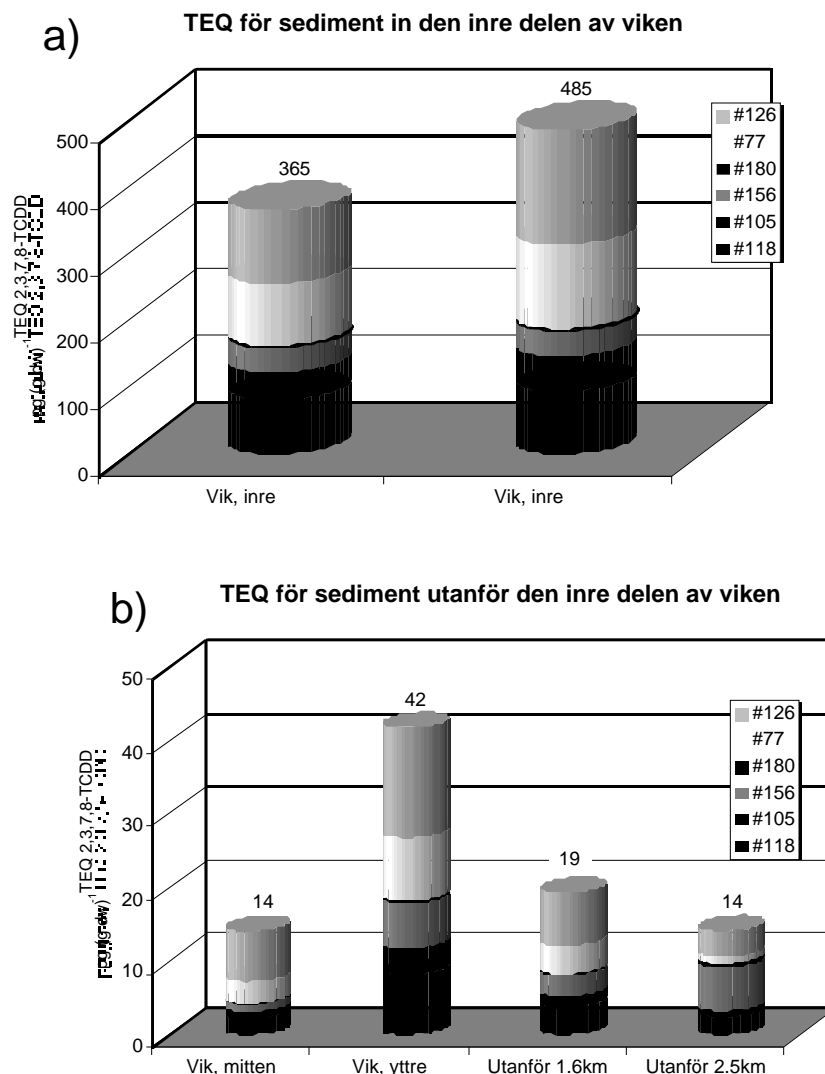 a)
TEQ för sediment in den inre delen av viken
500
400
300
200
100
0
TEQ 2,3,7,8-TCDD
365
485
Vik, inre
Vik, inre
#126
#77
#180
#156
#105
#118
b)
TEQ för sediment utanför den inre delen av viken
50
40
30
20
10
0
TEQ 2,3,7,8-TCDD
14
42
19
14
Vik, mitten
Vik, yttre
Utanför 1.6km
Utanför 2.5km
#126
#77
#180
#156
#105
#118